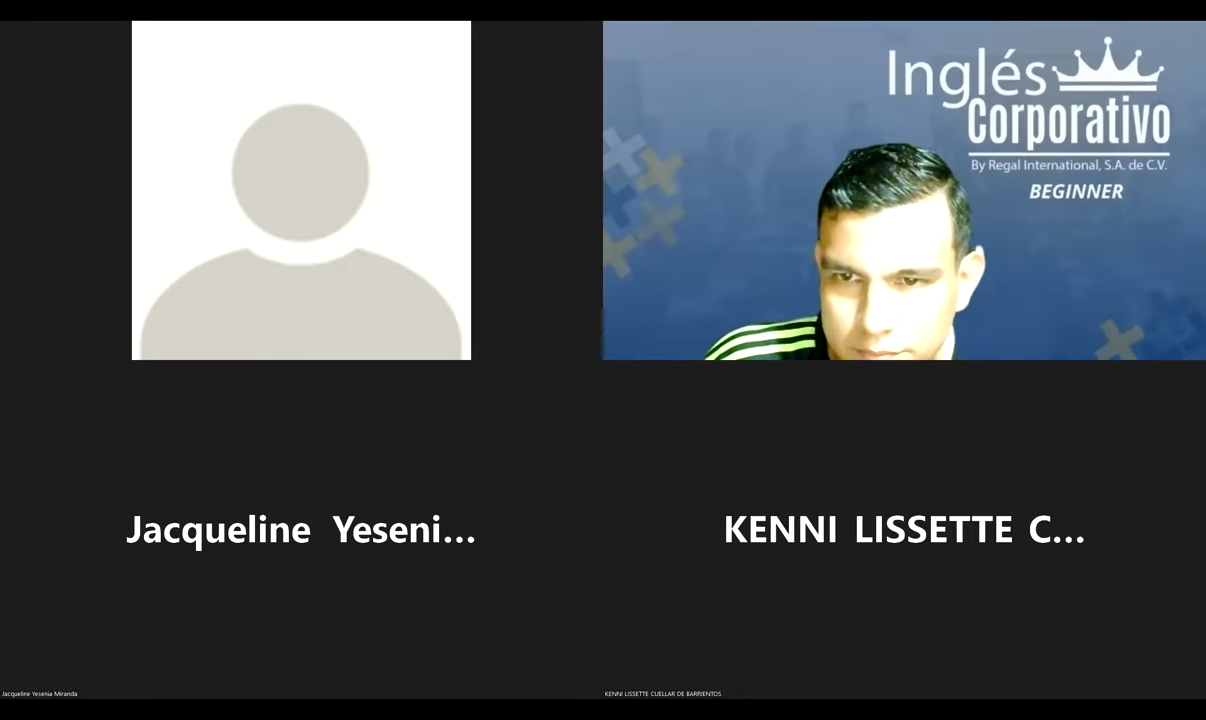 Inglés
Corporativo
By Regal International, S.A. de C.V.
BEGINNER
Jacqueline Yeseni...
KENNI LISSETTE C...
Jacqueline Yesenia Miranda
KENNI LISSETTE CUELLAR DE BARRIENTOS